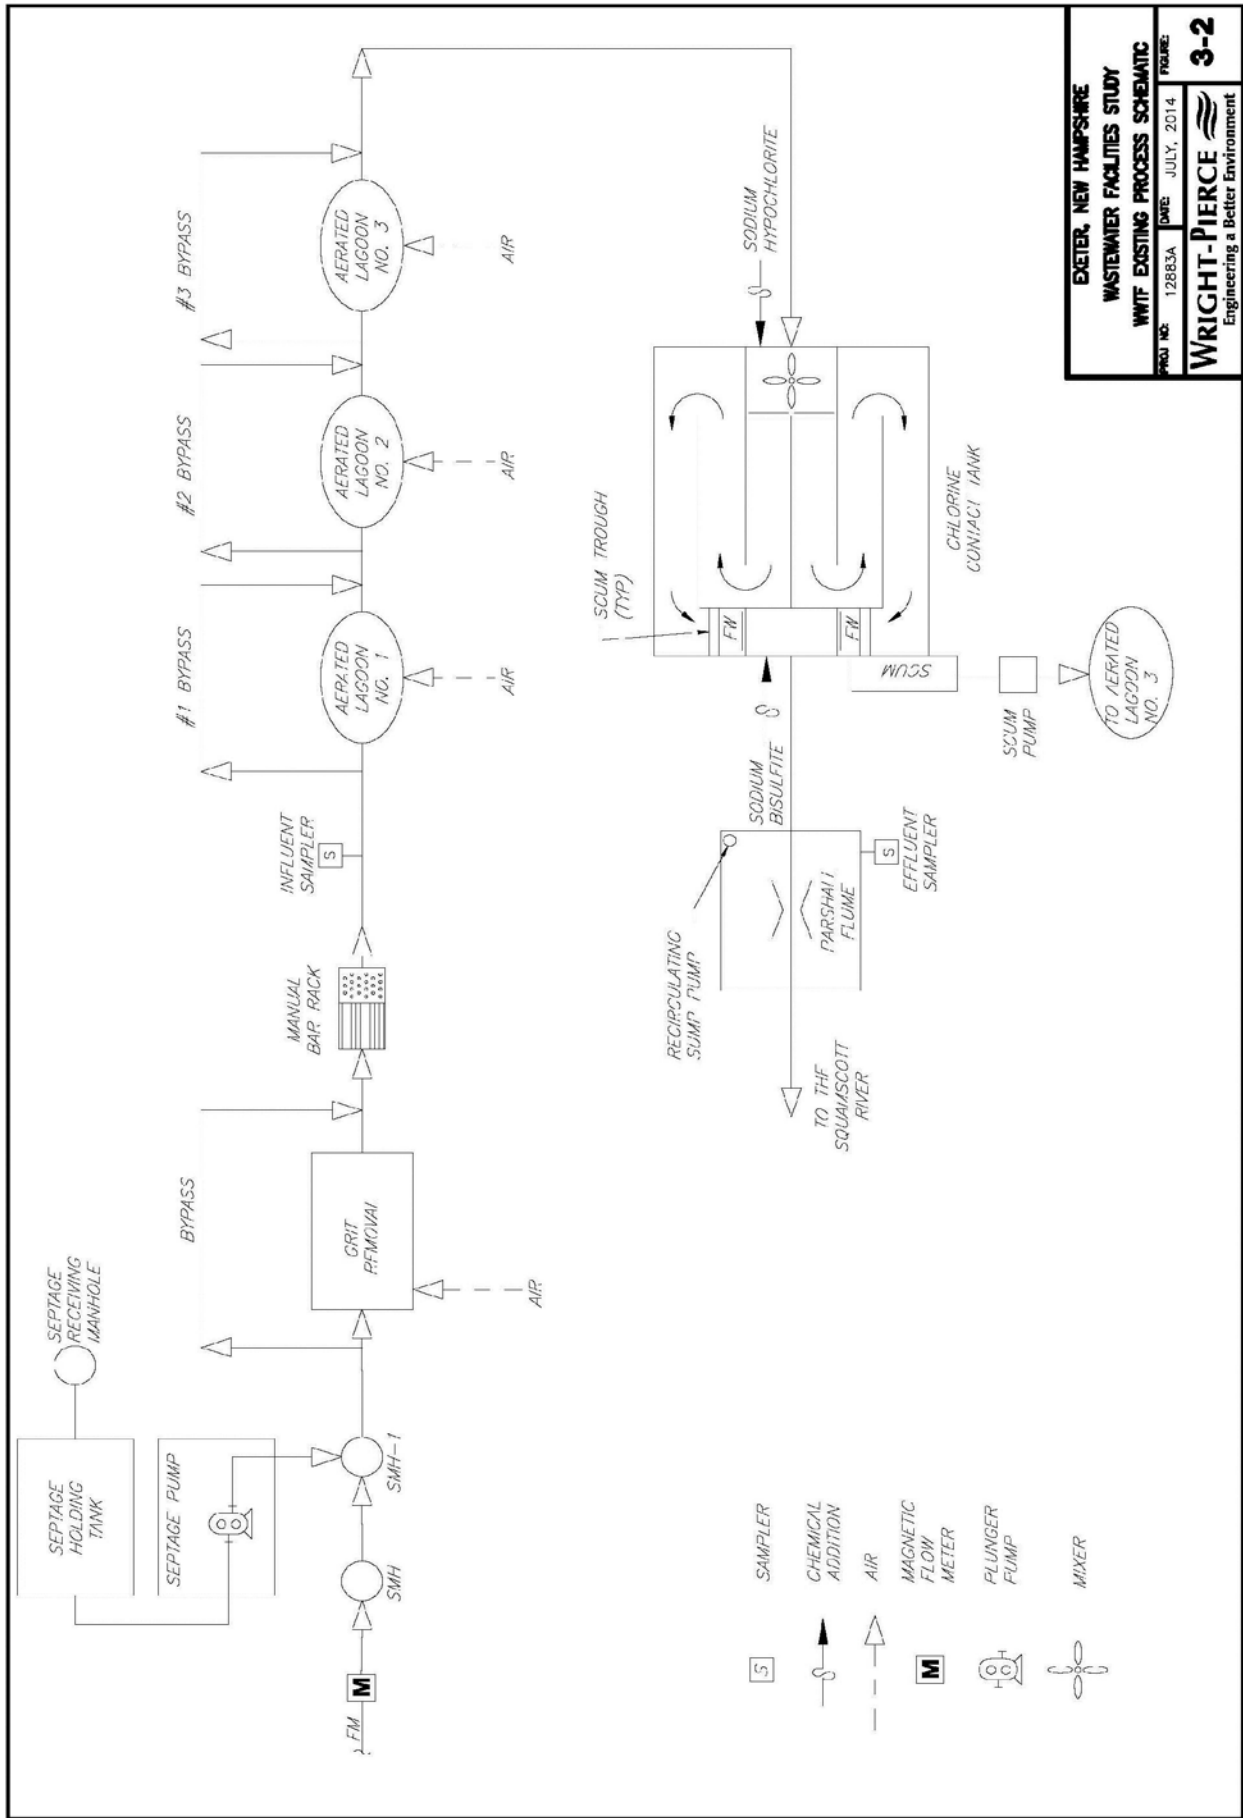 SEPTAGE
HOLDING
TANK
SEPTAGE
RECEIVING
MANHOLE
SEPTAGE PUMP
FM
M
SMH
SMH-1
BYPASS
GRIT
REMOVAL
AIR
MANUAL
BAR RACK
INFLUENT
SAMPLER
S
#1 BYPASS
AERATED
LAGOON
NO. 1
AIR
#2 BYPASS
AERATED
LAGOON
NO. 2
AIR
#3 BYPASS
AERATED
LAGOON
NO. 3
AIR
SODIUM
HYPOCHLORITE
SCUM TROUGH
(TYP)
FW
FW
CHLORINE
CONTACT TANK
SCUM
SCUM
PUMP
TO AERATED
LAGOON
NO. 3
SODIUM
BISULFITE
RECIRCULATING
SUMP PUMP
PARSHALL
FLUME
S
EFFLUENT
SAMPLER
TO THE
SQUAMSCOTT
RIVER
S
SAMPLER
CHEMICAL
ADDITION
AIR
M
MAGNETIC
FLOW
METER
PLUNGER
PUMP
MIXER
EXETER, NEW HAMPSHIRE
WASTEWATER FACILITIES STUDY
WWTF EXISTING PROCESS SCHEMATIC
PROJ NO: 12883A
DATE: JULY, 2014
FIGURE:
3-2
WRIGHT-PIERCE
Engineering a Better Environment